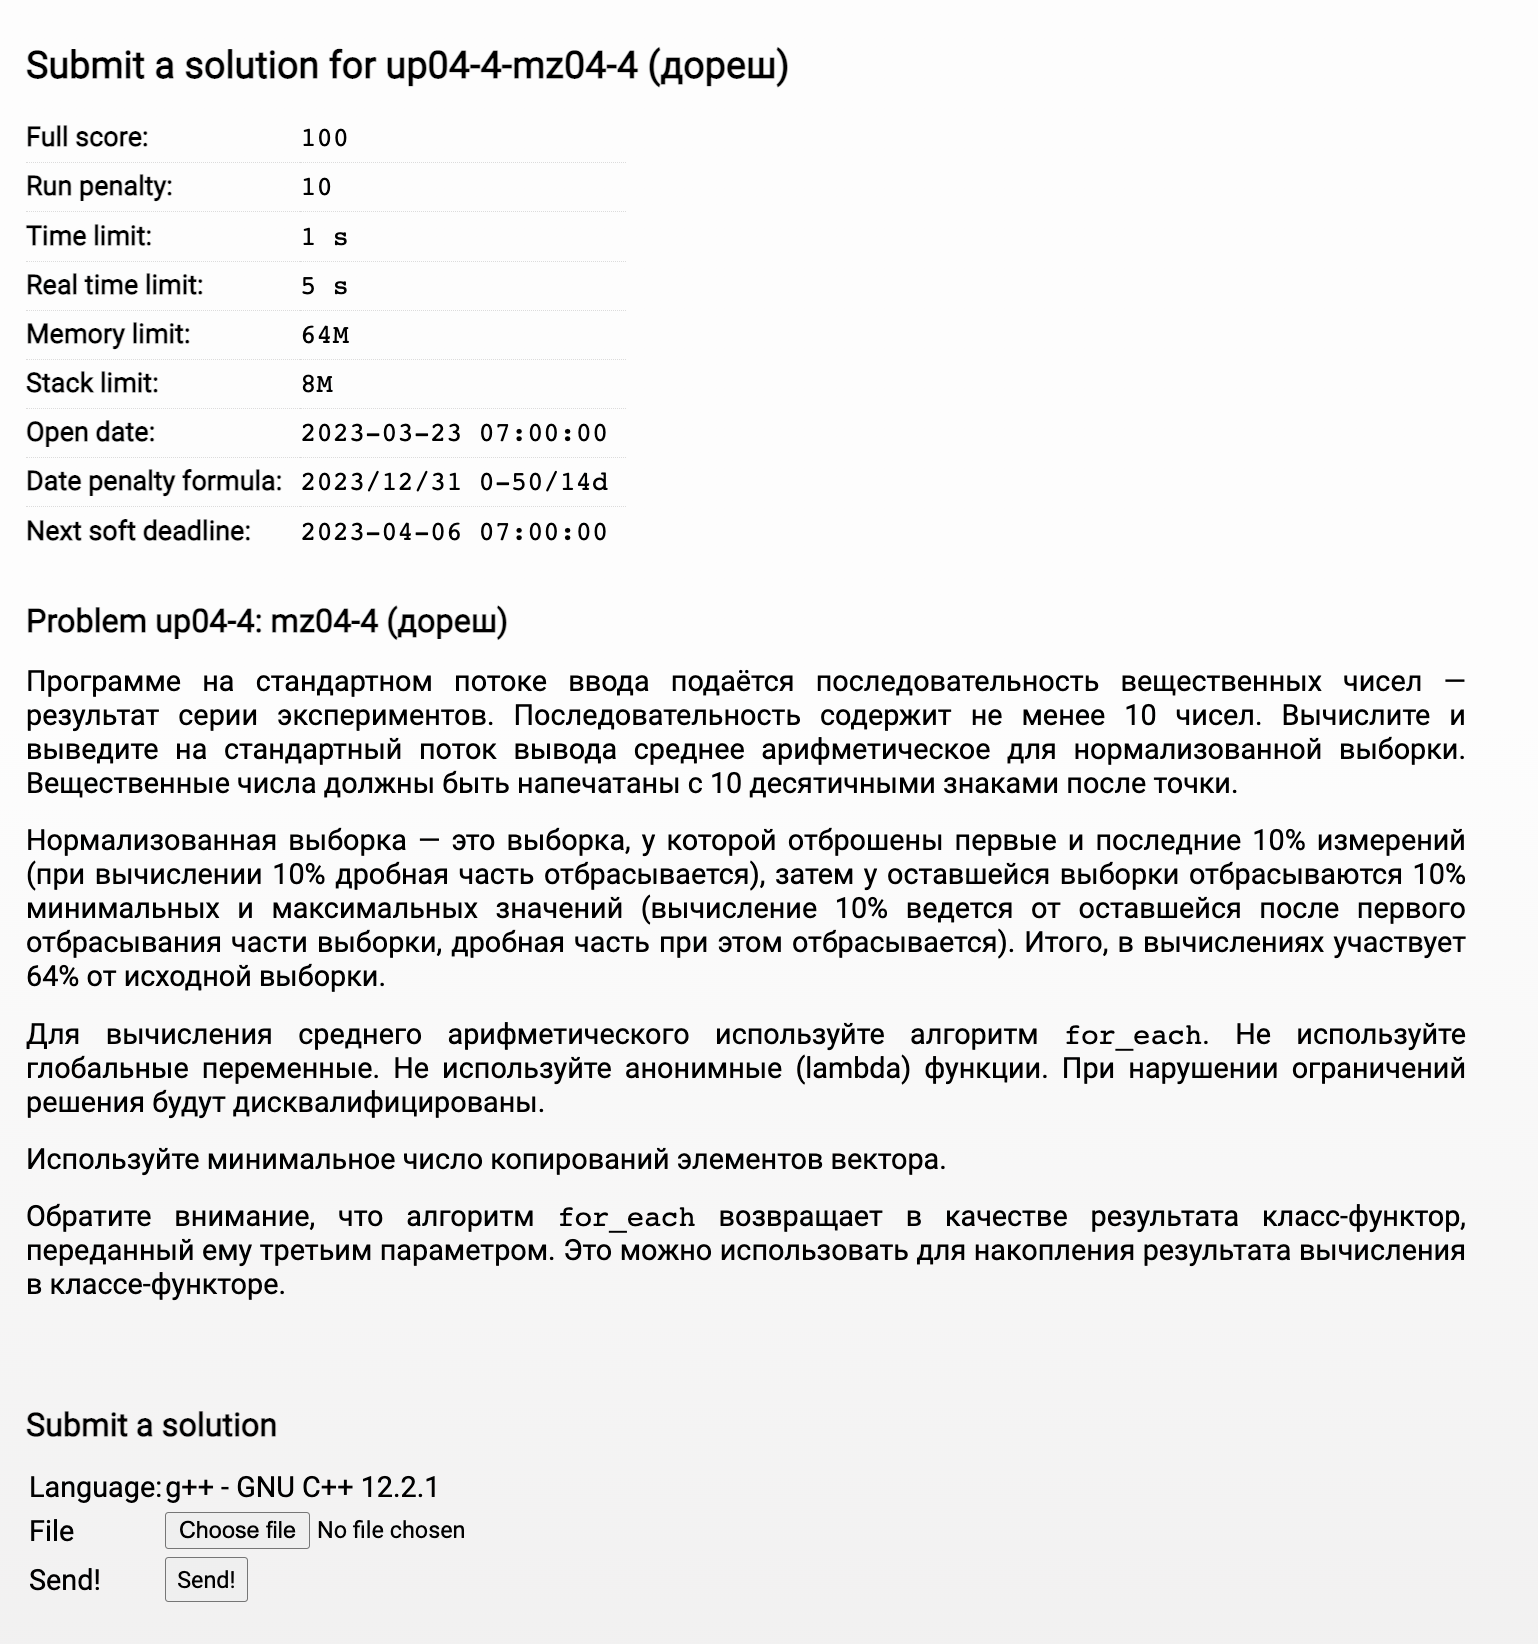 Submit a solution for up04-4-mz04-4 (дореш)
Full score: 100
Run penalty: 10
Time limit: 1 s
Real time limit: 5 s
Memory limit: 64M
Stack limit: 8M
Open date: 2023-03-23 07:00:00
Date penalty formula: 2023/12/31 0-50/14d
Next soft deadline: 2023-04-06 07:00:00
Problem up04-4: mz04-4 (дореш)
Программе на стандартном потоке ввода подаётся последовательность вещественных чисел —
результат серии экспериментов. Последовательность содержит не менее 10 чисел. Вычислите и
выведите на стандартный поток вывода среднее арифметическое для нормализованной выборки.
Вещественные числа должны быть напечатаны с 10 десятичными знаками после точки.
Нормализованная выборка — это выборка, у которой отброшены первые и последние 10% измерений
(при вычислении 10% дробная часть отбрасывается), затем у оставшейся выборки отбрасываются 10%
минимальных и максимальных значений (вычисление 10% ведется от оставшейся после первого
отбрасывания части выборки, дробная часть при этом отбрасывается). Итого, в вычислениях участвует
64% от исходной выборки.
Для вычисления среднего арифметического используйте алгоритм for_each. Не используйте
глобальные переменные. Не используйте анонимные (lambda) функции. При нарушении ограничений
решения будут дисквалифицированы.
Используйте минимальное число копирований элементов вектора.
Обратите внимание, что алгоритм for_each возвращает в качестве результата класс-функтор,
переданный ему третьим параметром. Это можно использовать для накопления результата вычисления
в классе-функторе.
Submit a solution
Language: g++ - GNU C++ 12.2.1
File Choose file No file chosen
Send! Send!